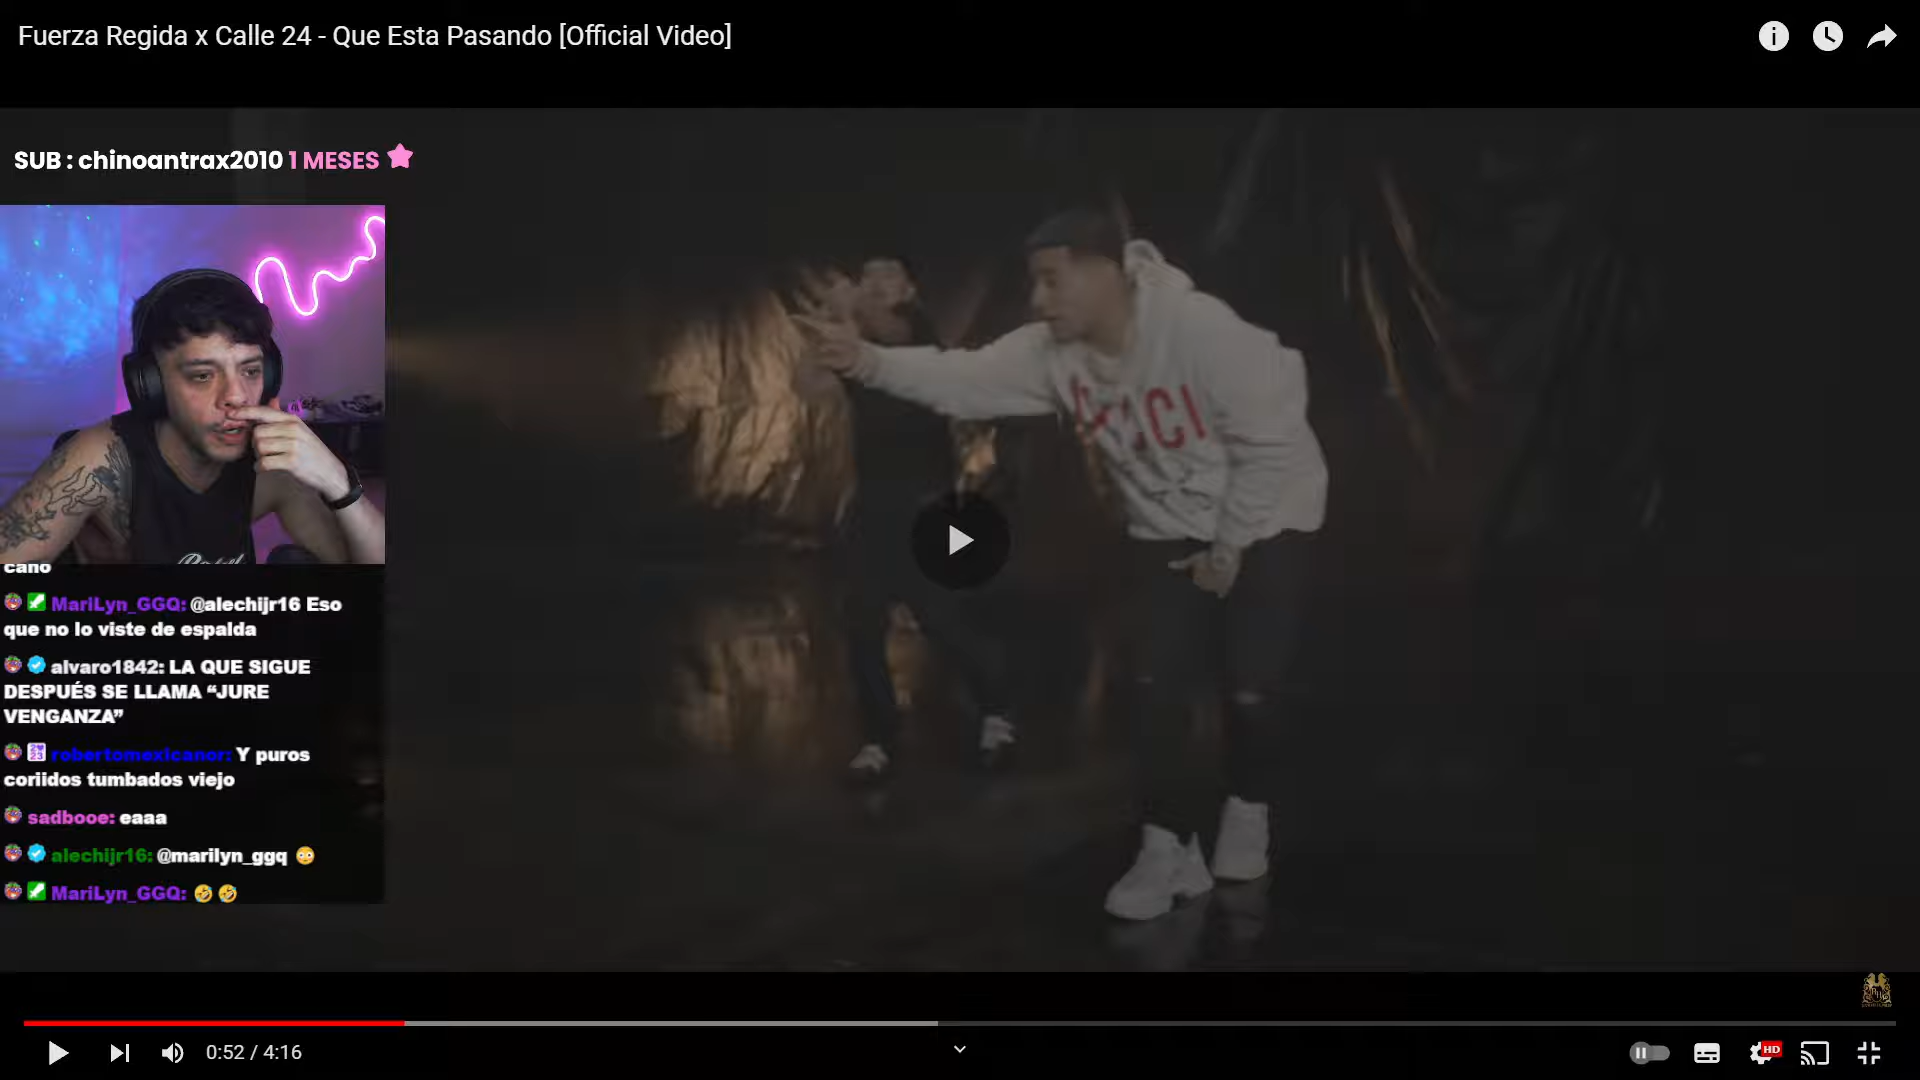 Fuerza Regida x Calle 24 - Que Esta Pasando [Official Video]
SUB : chinoantrax2010 1 MESES
cano
MariLyn_GGQ: @alechijr16 Eso
que no lo viste de espalda
alvaro1842: LA QUE SIGUE
DESPUÉS SE LLAMA “JURE
VENGANZA”
robertomexicanor: Y puros
coriidos tumbados viejo
sadbooe: eaaa
alechijr16: @marilyn_ggq 😳
MariLyn_GGQ: 🤣 🤣
0:52 / 4:16
HD